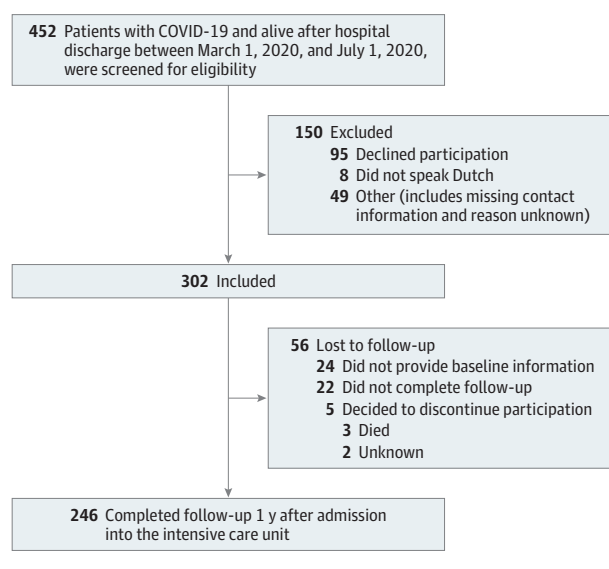 452 Patients with COVID-19 and alive after hospital
discharge between March 1, 2020, and July 1, 2020,
were screened for eligibility
150 Excluded
95 Declined participation
8 Did not speak Dutch
49 Other (includes missing contact
information and reason unknown)
302 Included
56 Lost to follow-up
24 Did not provide baseline information
22 Did not complete follow-up
5 Decided to discontinue participation
3 Died
2 Unknown
246 Completed follow-up 1 y after admission
into the intensive care unit